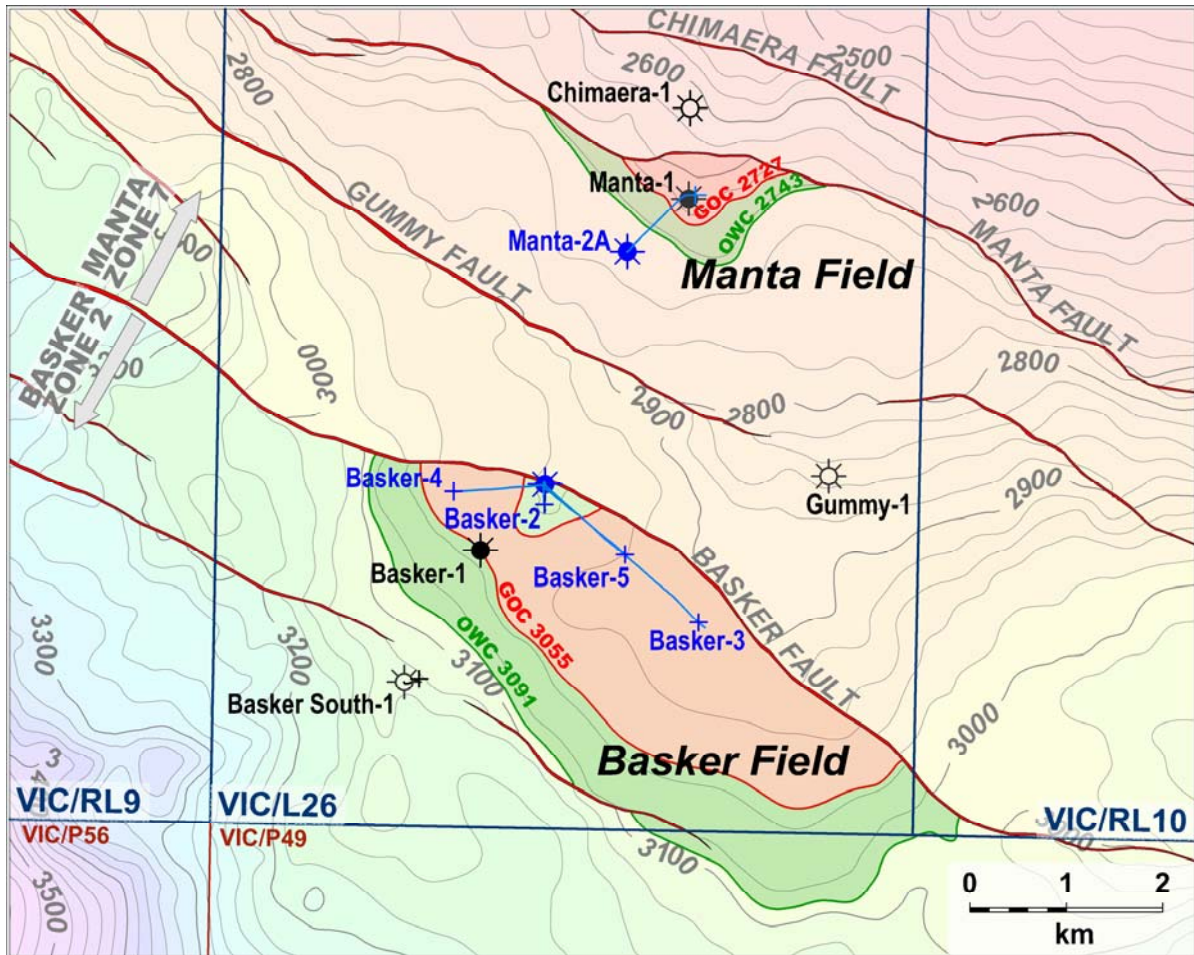 CHIMAERA FAULT
2500
2600
2800
Chimaera-1
Manta-1
GOC 2727
OWC 2743
2600
MANTA FAULT
BASKER - MANTA
ZONE 2 ZONE 1
GUMMY FAULT
Manta-2A
Manta Field
3000
2900
2800
2800
Basker-4
Basker-2
Gummy-1
2900
Basker-1
Basker-5
BASKER FAULT
GOC 3055
Basker-3
3300
3200
OWC 3091
3100
Basker South-1
3000
Basker Field
VIC/RL9
VIC/L26
VIC/RL10
VIC/P56
VIC/P49
3100
3500
0 1 2
km